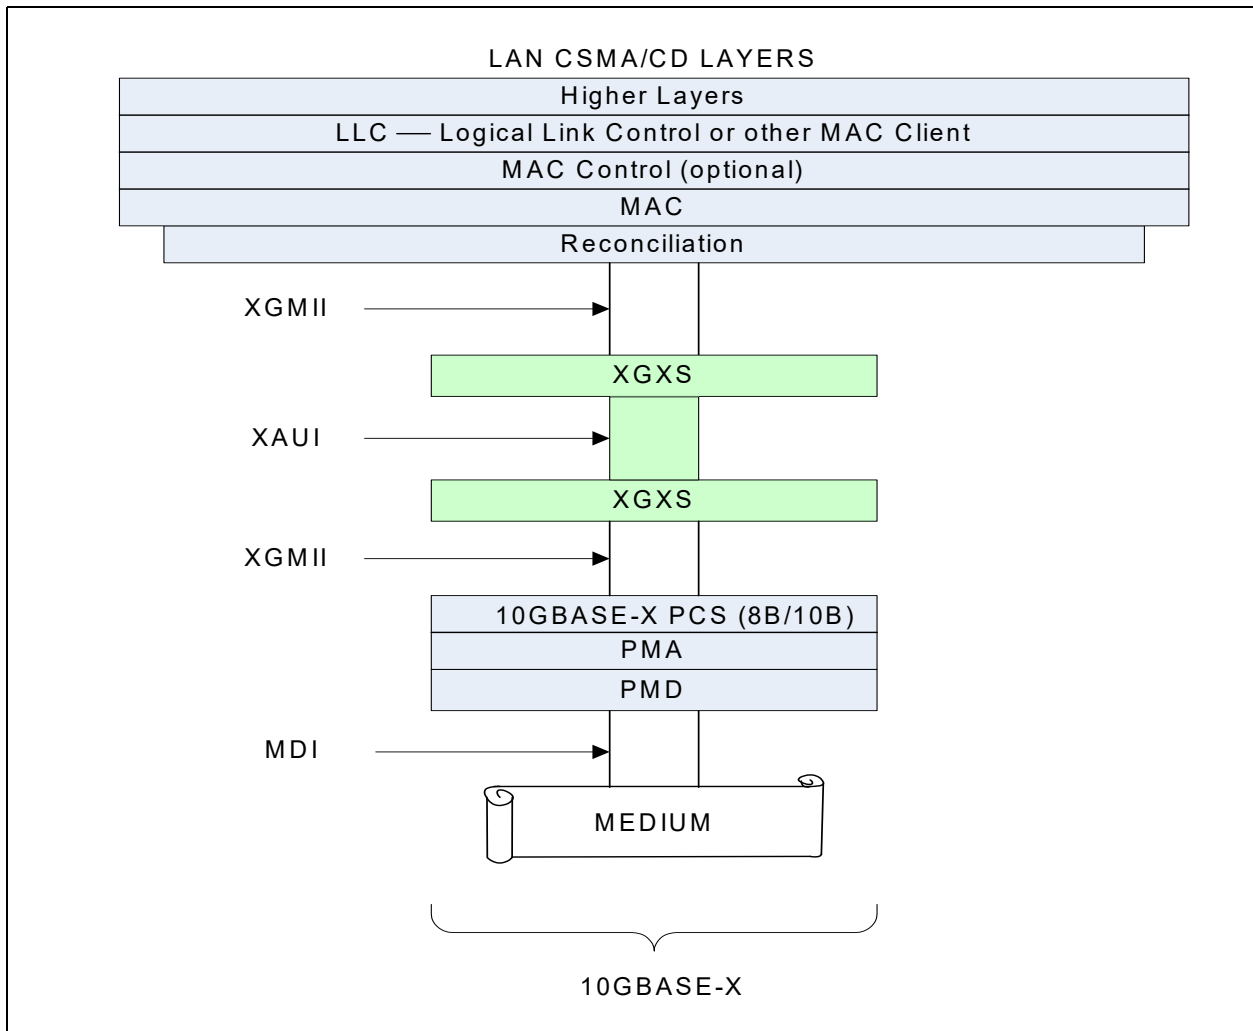 LAN CSMA/CD LAYERS
Higher Layers
LLC — Logical Link Control or other MAC Client
MAC Control (optional)
MAC
Reconciliation
XGMII
XGXS
XAUI
XGXS
XGMII
10GBASE-X PCS (8B/10B)
PMA
PMD
MDI
MEDIUM
10GBASE-X